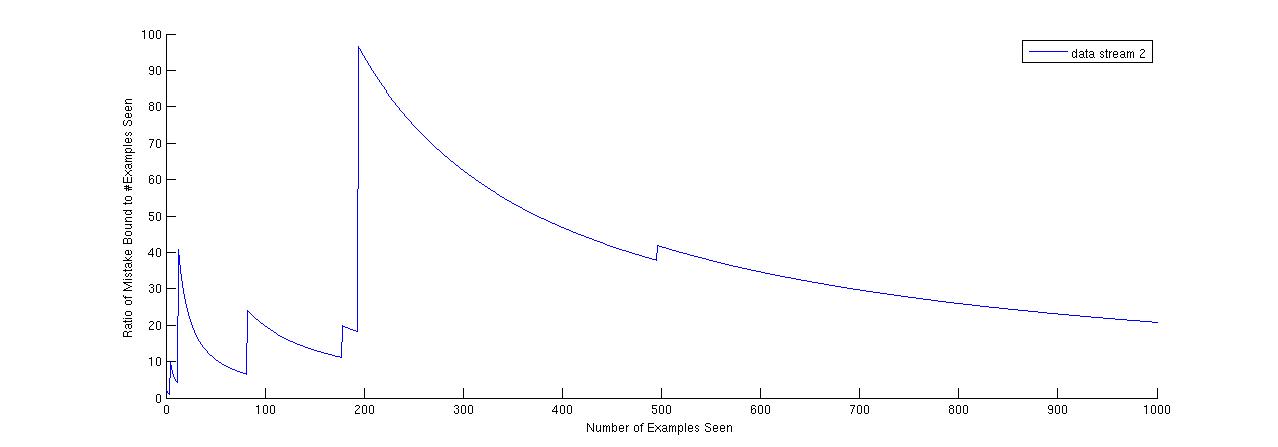 100
90
80
70
60
50
40
30
20
10
0
Ratio of Mistake Bound to #Examples Seen
data stream 2
0 100 200 300 400 500 600 700 800 900 1000
Number of Examples Seen